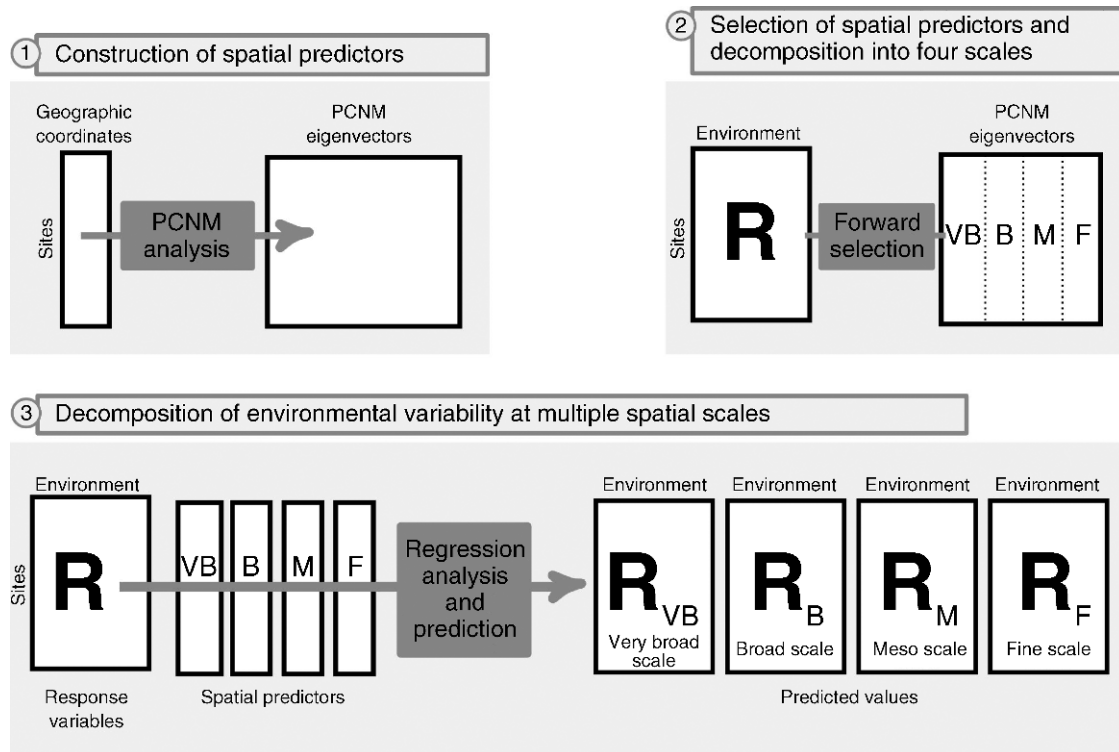 1 Construction of spatial predictors
Geographic
coordinates
PCNM
eigenvectors
Sites
PCNM
analysis
2 Selection of spatial predictors and
decomposition into four scales
Environment
PCNM
eigenvectors
Sites
R
Forward
selection
VB B M F
3 Decomposition of environmental variability at multiple spatial scales
Environment
Sites
R
Response
variables
VB B M F
Spatial predictors
Regression
analysis
and
prediction
Environment Environment Environment Environment
R VB R B R M R F
Very broad
scale
Broad scale
Meso scale
Fine scale
Predicted values